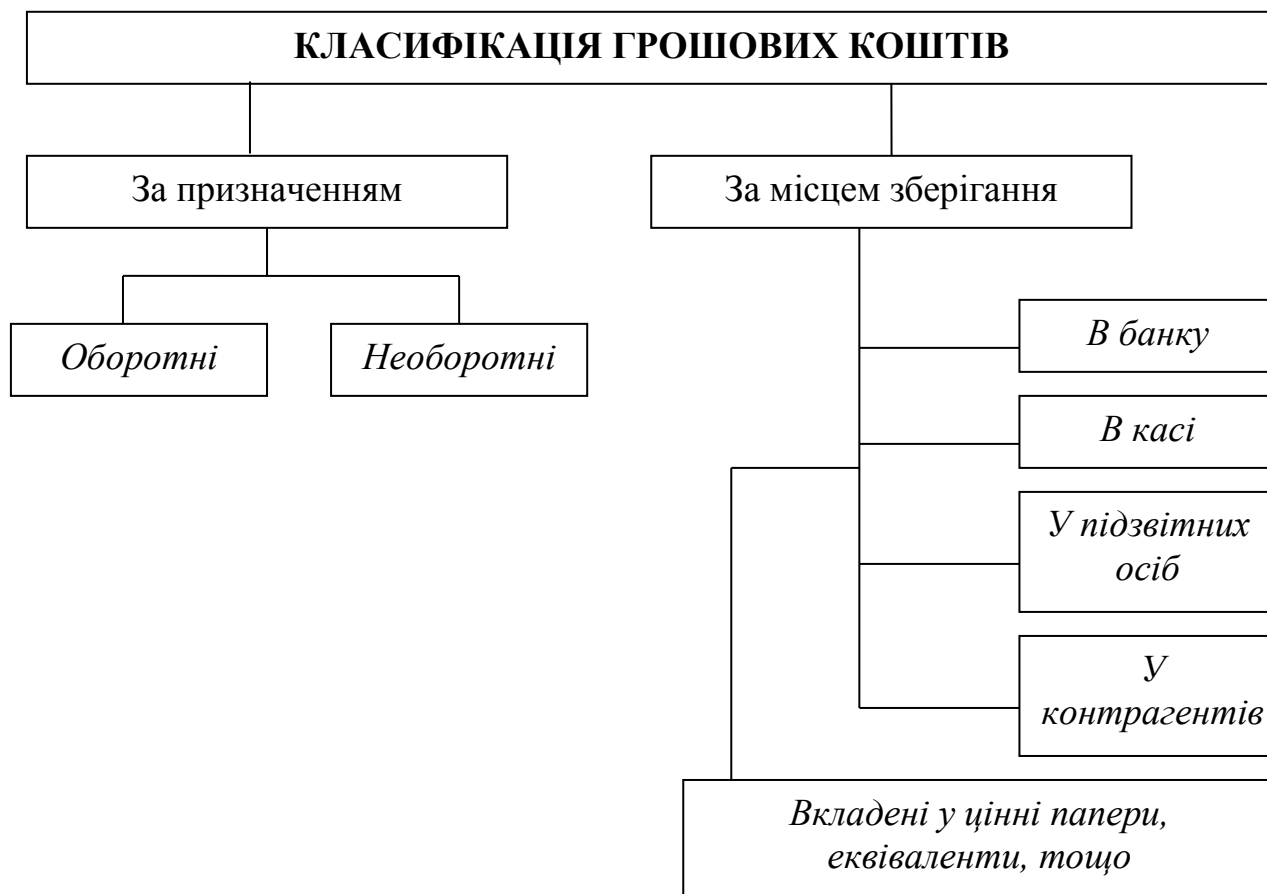 КЛАСИФІКАЦІЯ ГРОШОВИХ КОШТІВ
За призначенням
За місцем зберігання
Оборотні
Необоротні
В банку
В касі
У підзвітних
осіб
У
контрагентів
Вкладені у цінні папери,
еквіваленти, тощо